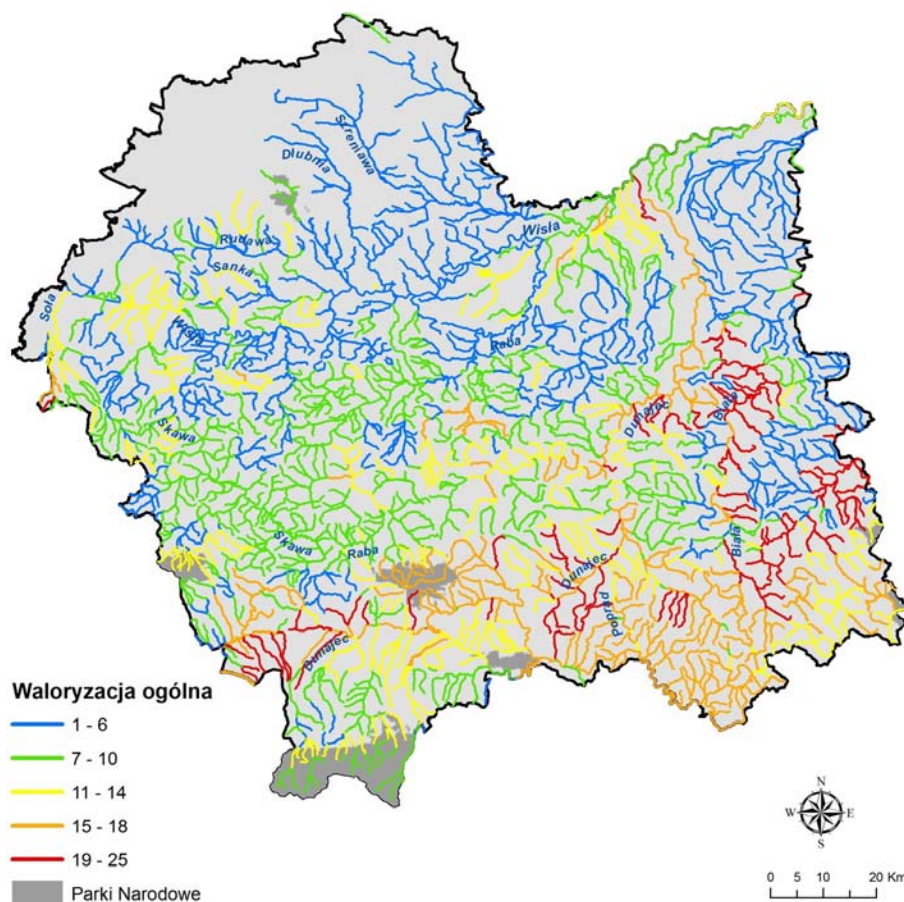 Szreniawa
Dłubnia
Wisła
Rudawa
Sanka
Soła
Wisła
Raba
Dunajec
Biała
Skawa
Skawa
Raba
Biała
Dunajec
Poprad
Dunajec
Waloryzacja ogólna
1 - 6
7 - 10
11 - 14
15 - 18
19 - 25
Parki Narodowe
N
W E
S
0 5 10 20 Km